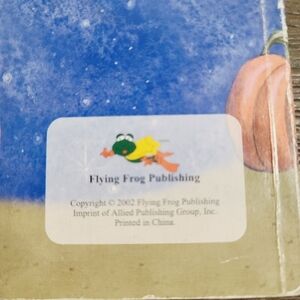 Flying Frog Publishing
Copyright © 2002 Flying Frog Publishing
Imprint of Allied Publishing Group, Inc.
Printed in China.